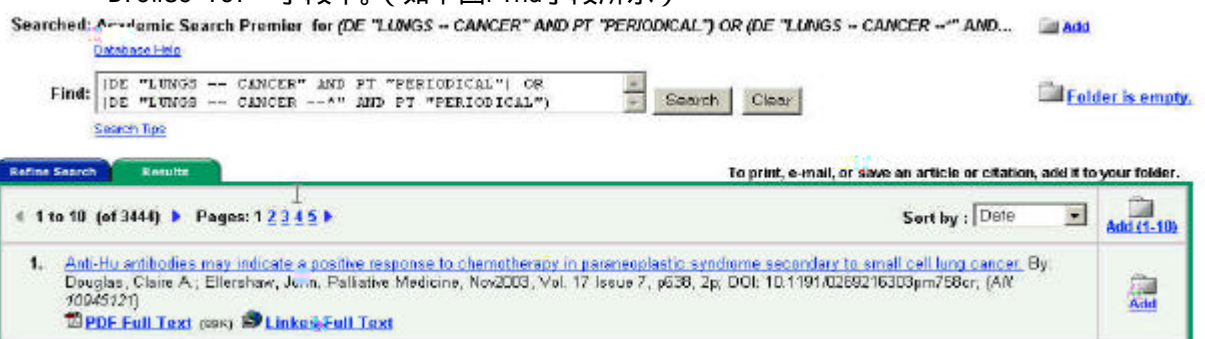 Searched: Academic Search Premier for (DE "LUNGS -- CANCER" AND PT "PERIODICAL") OR (DE "LUNGS -- CANCER --*" AND... Add
Database Help
Find: (DE "LUNGS -- CANCER" AND PT "PERIODICAL") OR
(DE "LUNGS -- CANCER --*" AND PT "PERIODICAL") Search Clear Folder is empty.
Search Tips
Refine Search Results To print, e-mail, or save an article or citation, add it to your folder.
1 to 10 (of 3444) Pages: 1 2 3 4 5 Sort by : Date Add (1-10)
1. Anti-Hu antibodies may indicate a positive response to chemotherapy in paraneoplastic syndrome secondary to small cell lung cancer. By:
Douglas, Claire A.; Ellershaw, John, Palliative Medicine, Nov2003, Vol. 17 Issue 7, p638, 2p; DOI: 10.1191/0269216303pm758cr; (AN
10945121)
PDF Full Text Linked Full Text Add